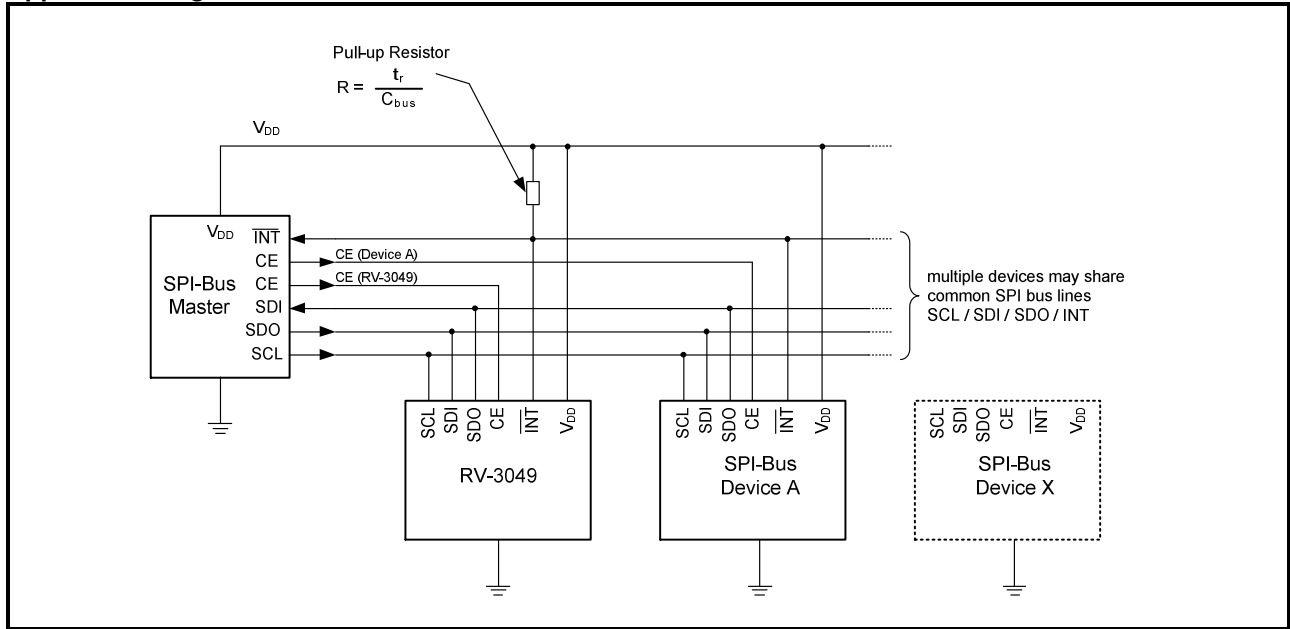 Pull-up Resistor
R = tr / Cbus
VDD
VDD
INT
CE
CE
SDI
SDO
SCL
SPI-Bus
Master
CE (Device A)
CE (RV-3049)
multiple devices may share
common SPI bus lines
SCL / SDI / SDO / INT
SCL
SDI
SDO
CE
INT
VDD
RV-3049
SCL
SDI
SDO
CE
INT
VDD
SPI-Bus
Device A
SCL
SDI
SDO
CE
INT
VDD
SPI-Bus
Device X